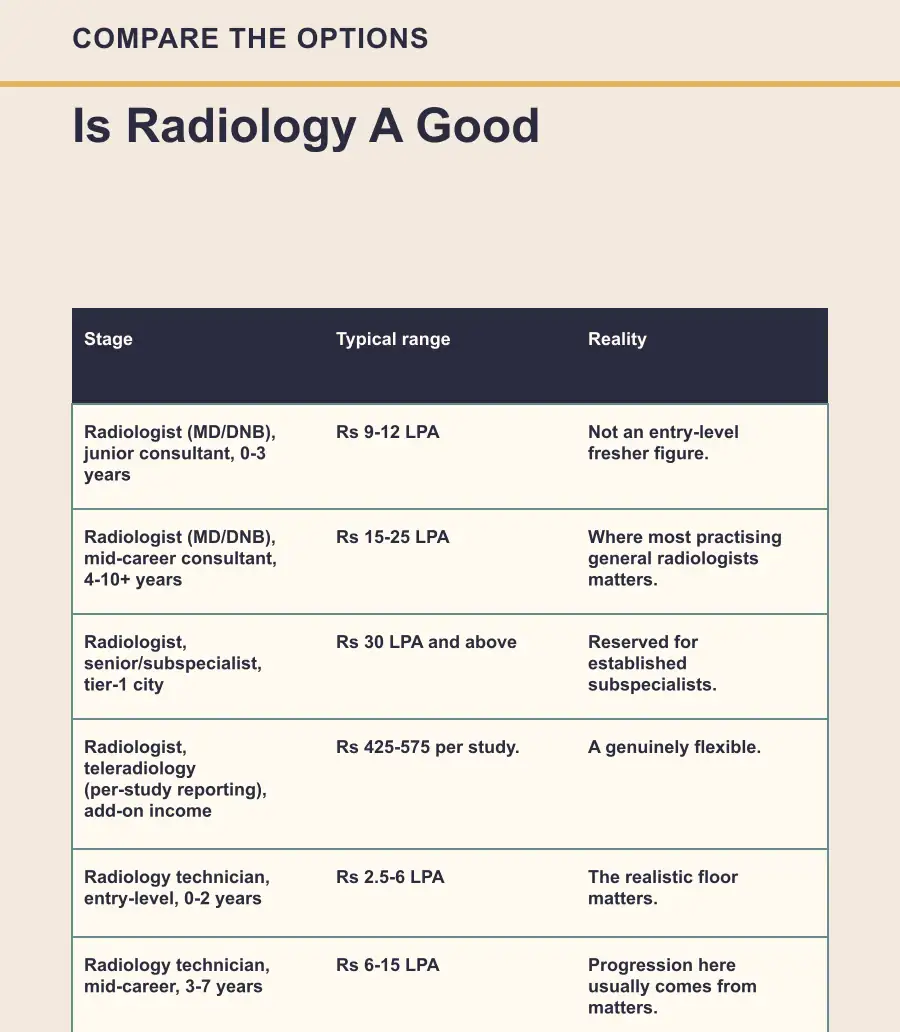 COMPARE THE OPTIONS
Is Radiology A Good
Stage
Typical range
Reality
Radiologist (MD/DNB),
junior consultant, 0-3
years
Rs 9-12 LPA
Not an entry-level
fresher figure.
Radiologist (MD/DNB),
mid-career consultant,
4-10+ years
Rs 15-25 LPA
Where most practising
general radiologists
matters.
Radiologist,
senior/subspecialist,
tier-1 city
Rs 30 LPA and above
Reserved for
established
subspecialists.
Radiologist,
teleradiology
(per-study reporting),
add-on income
Rs 425-575 per study.
A genuinely flexible.
Radiology technician,
entry-level, 0-2 years
Rs 2.5-6 LPA
The realistic floor
matters.
Radiology technician,
mid-career, 3-7 years
Rs 6-15 LPA
Progression here
usually comes from
matters.